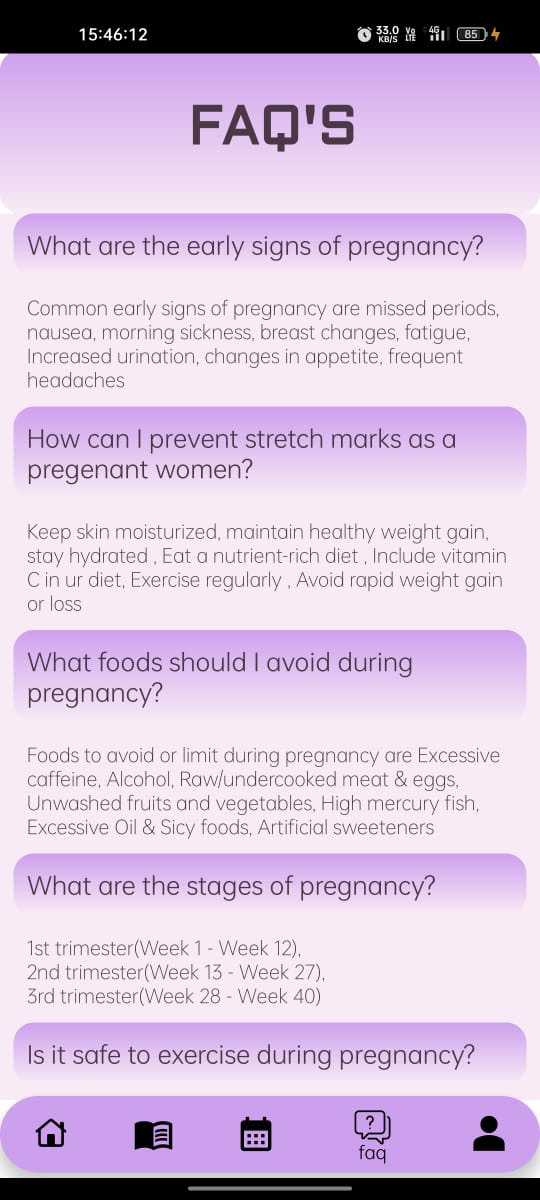 15:46:12
33.0 KB/S Vo LTE 4G 85
FAQ'S
What are the early signs of pregnancy?
Common early signs of pregnancy are missed periods,
nausea, morning sickness, breast changes, fatigue,
Increased urination, changes in appetite, frequent
headaches
How can I prevent stretch marks as a
pregenant women?
Keep skin moisturized, maintain healthy weight gain,
stay hydrated , Eat a nutrient-rich diet , Include vitamin
C in ur diet, Exercise regularly , Avoid rapid weight gain
or loss
What foods should I avoid during
pregnancy?
Foods to avoid or limit during pregnancy are Excessive
caffeine, Alcohol, Raw/undercooked meat & eggs,
Unwashed fruits and vegetables, High mercury fish,
Excessive Oil & Sicy foods, Artificial sweeteners
What are the stages of pregnancy?
1st trimester(Week 1 - Week 12),
2nd trimester(Week 13 - Week 27),
3rd trimester(Week 28 - Week 40)
Is it safe to exercise during pregnancy?
?
faq